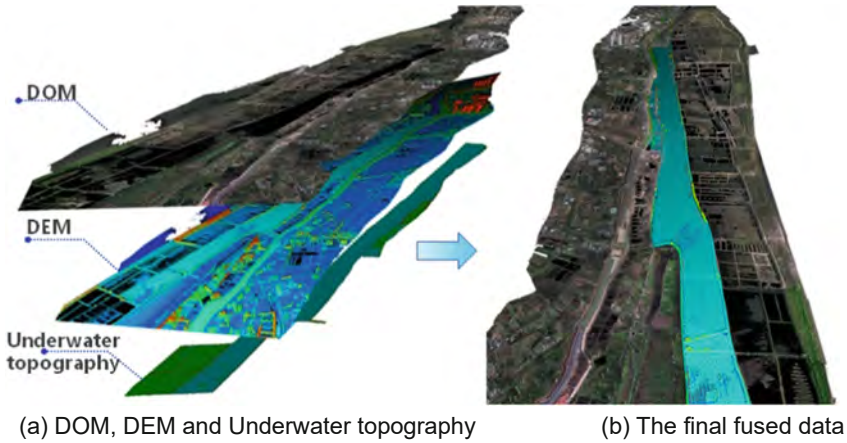 DOM
DEM
Underwater
topography
(a) DOM, DEM and Underwater topography
(b) The final fused data